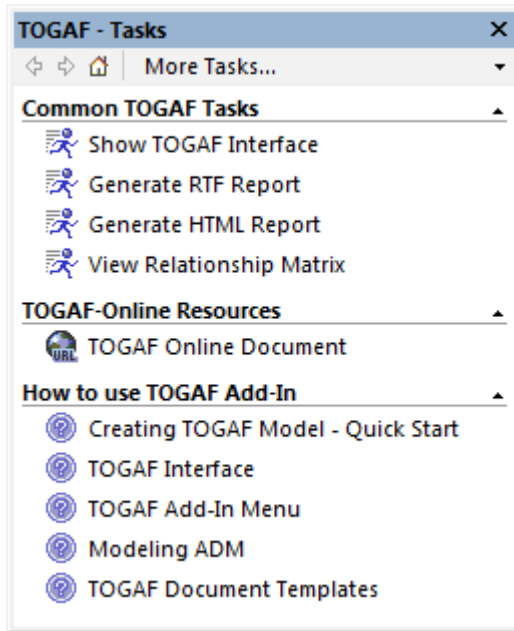 TOGAF - Tasks
More Tasks...
Common TOGAF Tasks
Show TOGAF Interface
Generate RTF Report
Generate HTML Report
View Relationship Matrix
TOGAF-Online Resources
URL TOGAF Online Document
How to use TOGAF Add-In
Creating TOGAF Model - Quick Start
TOGAF Interface
TOGAF Add-In Menu
Modeling ADM
TOGAF Document Templates